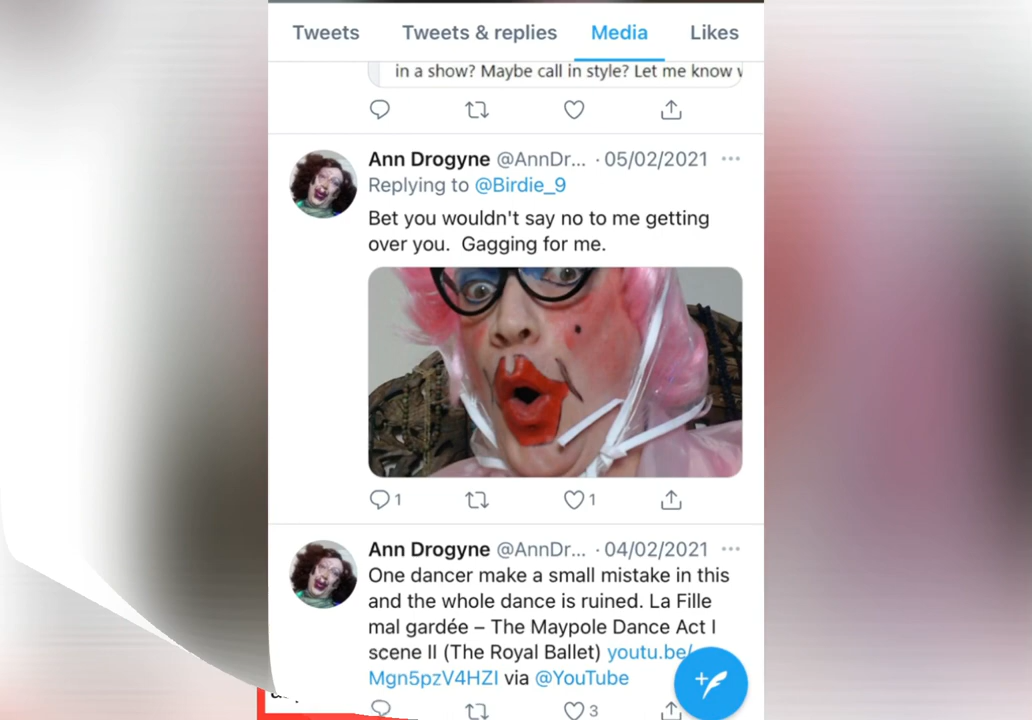 Tweets Tweets & replies Media Likes
in a show? Maybe call in style? Let me know
Ann Drogyne @AnnDr... · 05/02/2021
Replying to @Birdie_9
Bet you wouldn't say no to me getting
over you. Gagging for me.
1 1
Ann Drogyne @AnnDr... · 04/02/2021
One dancer make a small mistake in this
and the whole dance is ruined. La Fille
mal gardée – The Maypole Dance Act I
scene II (The Royal Ballet) youtu.be/
Mgn5pzV4HZI via @YouTube
3